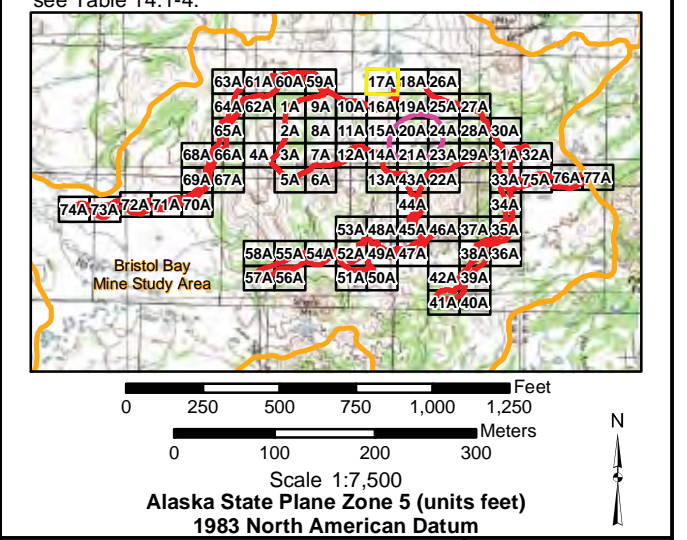 see Table 14.1-4.
63A 61A 60A 59A 17A 18A 26A
64A 62A 1A 9A 10A 16A 19A 25A 27A
65A 2A 8A 11A 15A 20A 24A 28A 30A
68A 66A 4A 3A 7A 12A 14A 21A 23A 29A 31A 32A
69A 67A 5A 6A 13A 43A 22A 33A 75A 76A 77A
74A 73A 72A 71A 70A 44A 34A
53A 48A 45A 46A 37A 35A
58A 55A 54A 52A 49A 47A 38A 36A
Bristol Bay
Mine Study Area
57A 56A 51A 50A 42A 39A
41A 40A
Feet
0 250 500 750 1,000 1,250
Meters
0 100 200 300
N
Scale 1:7,500
Alaska State Plane Zone 5 (units feet)
1983 North American Datum